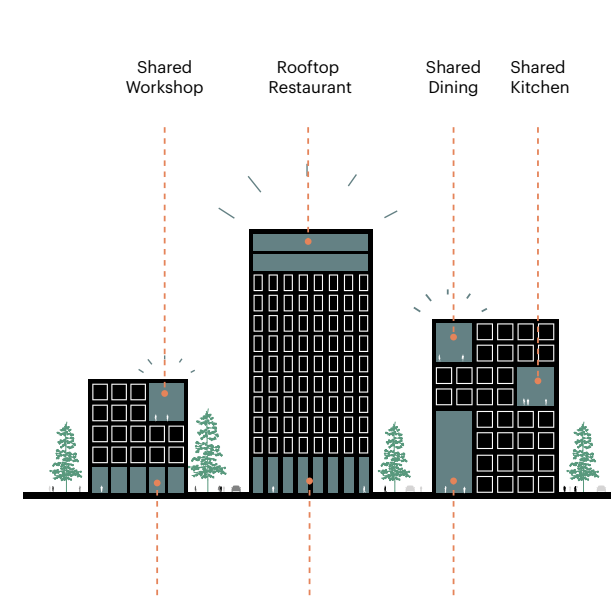 Shared
Workshop
Rooftop
Restaurant
Shared
Dining
Shared
Kitchen